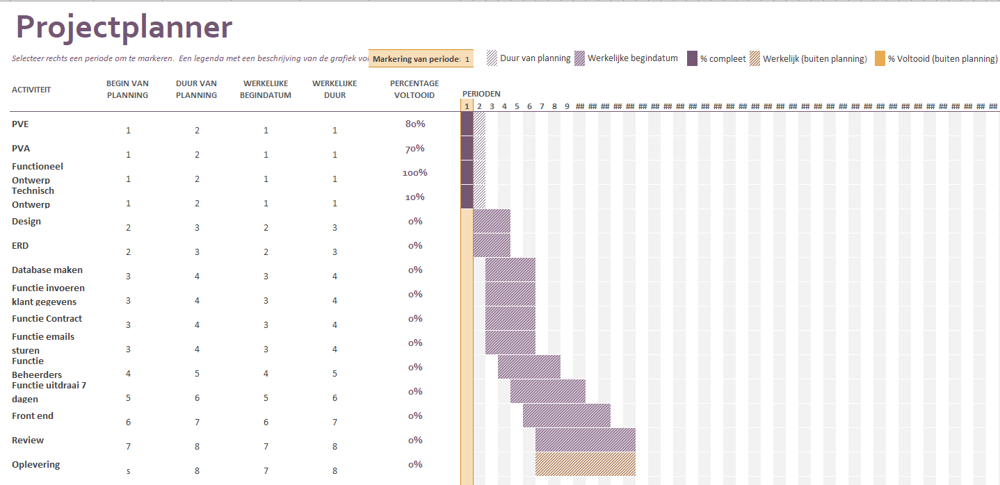 Projectplanner
Selecteer rechts een periode om te markeren. Een legenda met een beschrijving van de grafiek vol
Markering van periode: 1
Duur van planning
Werkelijke begindatum
% compleet
Werkelijk (buiten planning)
% Voltooid (buiten planning)
ACTIVITEIT
BEGIN VAN
PLANNING
DUUR VAN
PLANNING
WERKELIJKE
BEGINDATUM
WERKELIJKE
DUUR
PERCENTAGE
VOLTOOID
PERIODEN
1 2 3 4 5 6 7 8 9 ## ## ## ## ## ## ## ## ## ## ## ## ## ## ## ## ## ## ## ## ## ## ## ## ## ## ## ## ## ## ## ## ## ##
PVE 1 2 1 1 80%
PVA 1 2 1 1 70%
Functioneel
Ontwerp 1 2 1 1 100%
Technisch
Ontwerp 1 2 1 1 10%
Design 2 3 2 3 0%
ERD 2 3 2 3 0%
Database maken 3 4 3 4 0%
Functie invoeren
klant gegevens 3 4 3 4 0%
Functie Contract 3 4 3 4 0%
Functie emails
sturen 3 4 3 4 0%
Functie
Beheerders 4 5 4 5 0%
Functie uitdraai 7
dagen 5 6 5 6 0%
Front end 6 7 6 7 0%
Review 7 8 7 8 0%
Oplevering s 8 7 8 0%